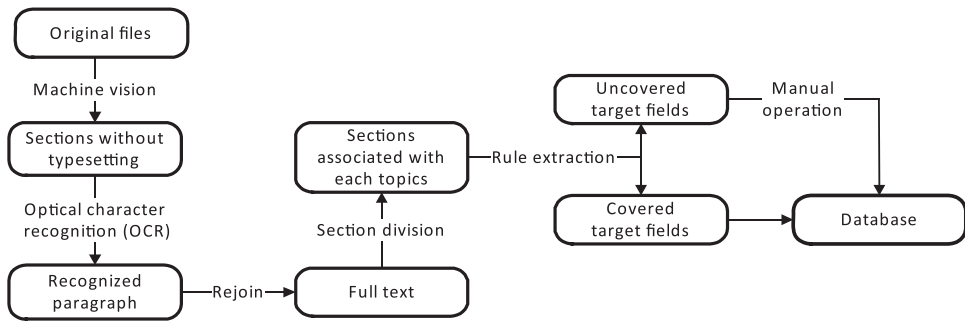 Original files
Machine vision
Sections without
typesetting
Optical character
recognition (OCR)
Recognized
paragraph
Rejoin
Full text
Section division
Sections
associated with
each topics
Rule extraction
Uncovered
target fields
Manual
operation
Covered
target fields
Database